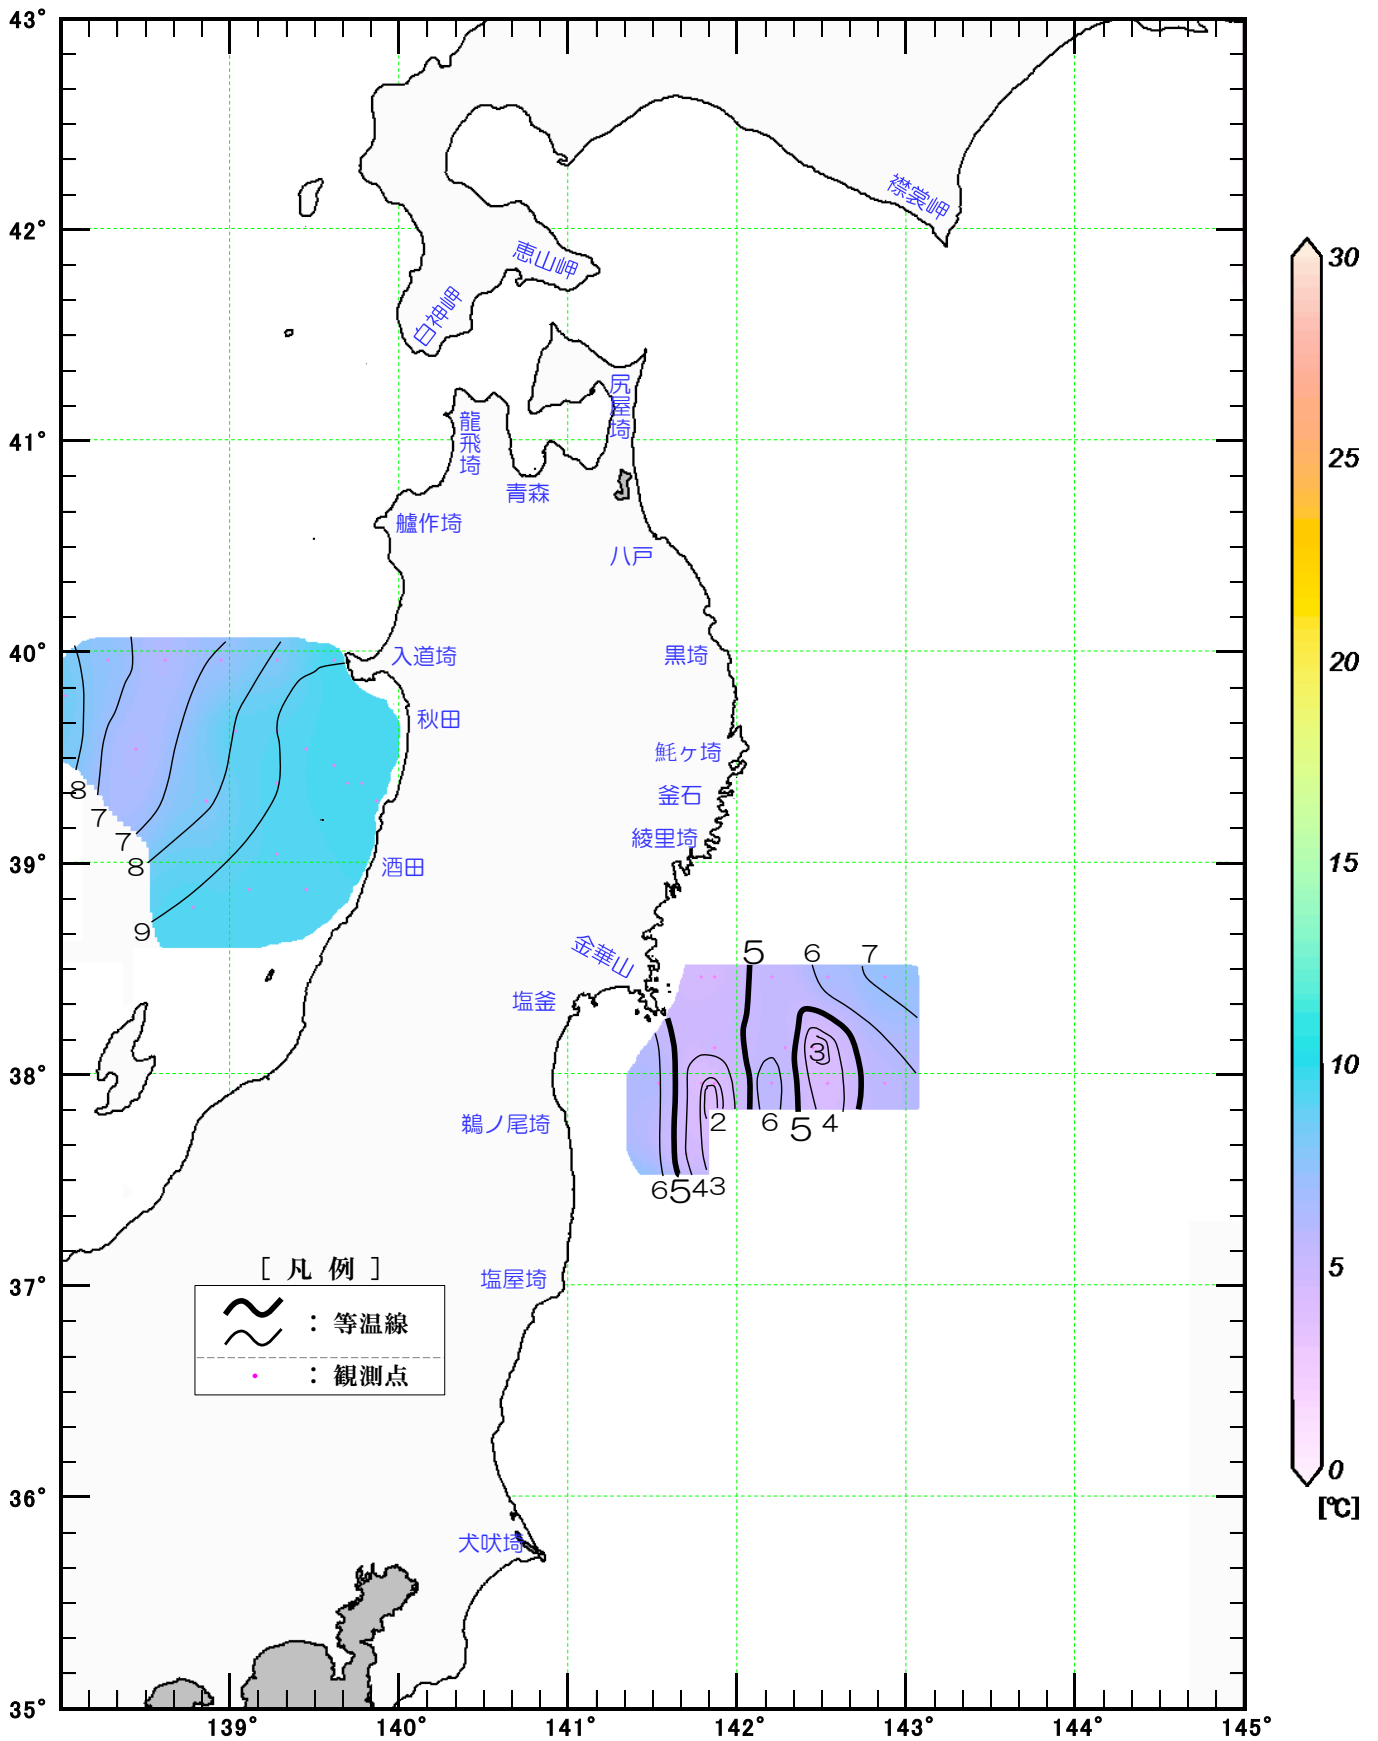 43°
42°
41°
40°
39°
38°
37°
36°
35°
139°
140°
141°
142°
143°
144°
145°
襟裳岬
恵山岬
白神岬
尻屋埼
龍飛埼
青森
艫作埼
八戸
入道埼
黒埼
秋田
魹ヶ埼
釜石
綾里埼
酒田
金華山
塩釜
鵜ノ尾埼
塩屋埼
犬吠埼
8
7
7
8
9
5
6
7
3
2
6
5
4
6
5
4
3
[ 凡 例 ]
： 等温線
： 観測点
30
25
20
15
10
5
0
[℃]